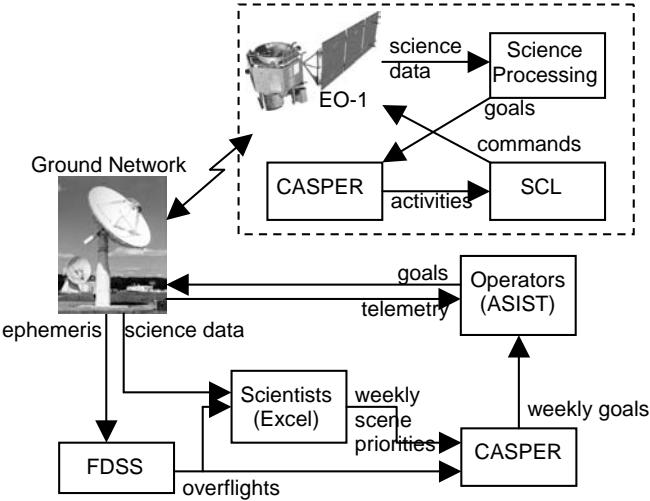 science
data
Science
Processing
EO-1
goals
commands
Ground Network
CASPER
activities
SCL
goals
telemetry
Operators
(ASIST)
ephemeris
science data
Scientists
(Excel)
weekly
scene
priorities
weekly goals
CASPER
FDSS
overflights